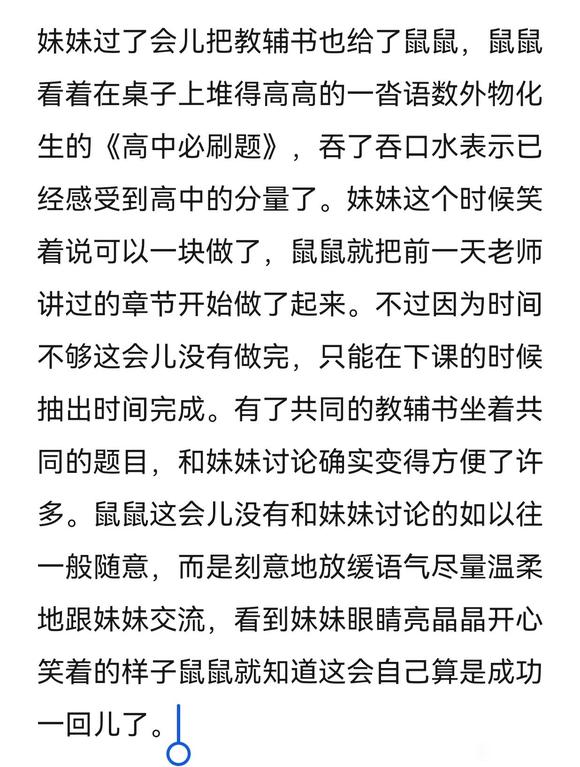 妹妹过了会儿把教辅书也给了鼠鼠，鼠鼠
看着在桌子上堆得高高的一沓语数外物化
生的《高中必刷题》，吞了吞口水表示已
经感受到高中的分量了。妹妹这个时候笑
着说可以一块做了，鼠鼠就把前一天老师
讲过的章节开始做了起来。不过因为时间
不够这会儿没有做完，只能在下课的时候
抽出时间完成。有了共同的教辅书坐着共
同的题目，和妹妹讨论确实变得方便了许
多。鼠鼠这会儿没有和妹妹讨论的如以往
一般随意，而是刻意地放缓语气尽量温柔
地跟妹妹交流，看到妹妹眼睛亮晶晶开心
笑着的样子鼠鼠就知道这会自己算是成功
一回儿了。